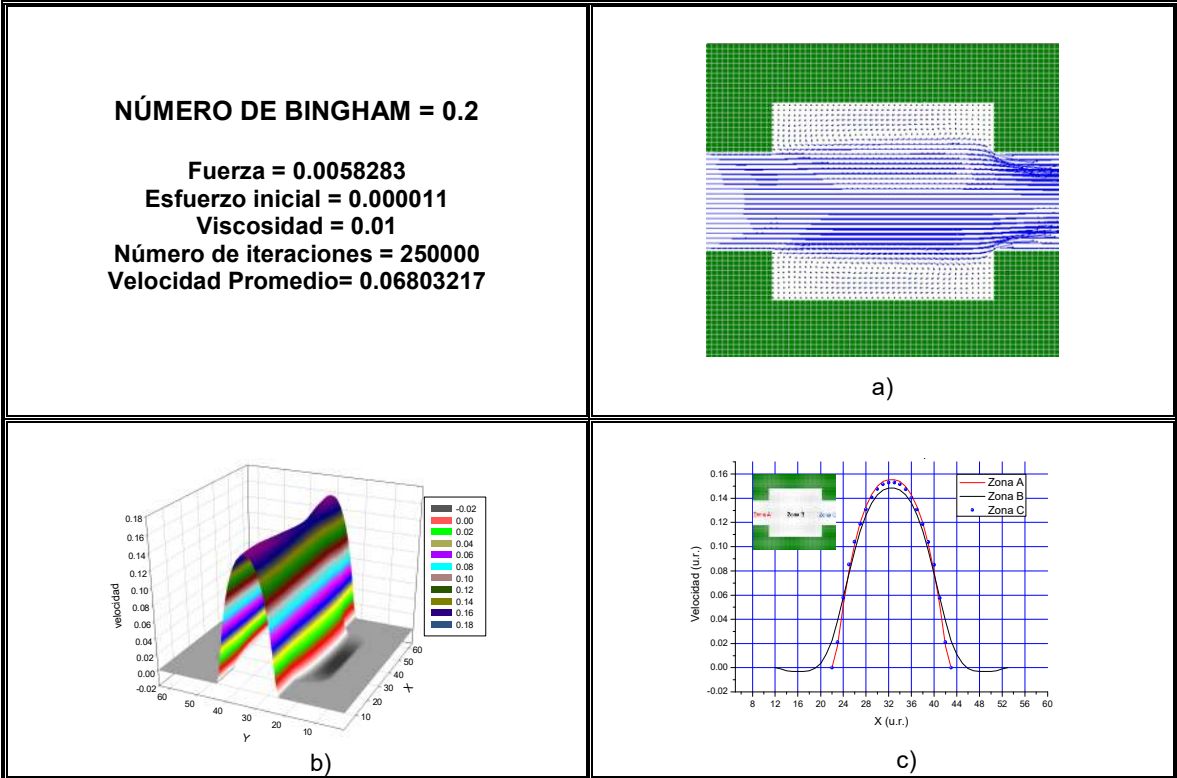 NÚMERO DE BINGHAM = 0.2
Fuerza = 0.0058283
Esfuerzo inicial = 0.000011
Viscosidad = 0.01
Número de iteraciones = 250000
Velocidad Promedio= 0.06803217
a)
0.18
0.16
0.14
0.12
0.10
0.08
0.06
0.04
0.02
0.00
-0.02
velocidad
60
50
40
30
20
10
Y
10
20
30
40
50
60
X
-0.02
0.00
0.02
0.04
0.06
0.08
0.10
0.12
0.14
0.16
0.18
b)
0.16
0.14
0.12
0.10
0.08
0.06
0.04
0.02
0.00
-0.02
Velocidad (u.r.)
Zona A Zona B Zona C
Zona A
Zona B
Zona C
8 12 16 20 24 28 32 36 40 44 48 52 56 60
X (u.r.)
c)